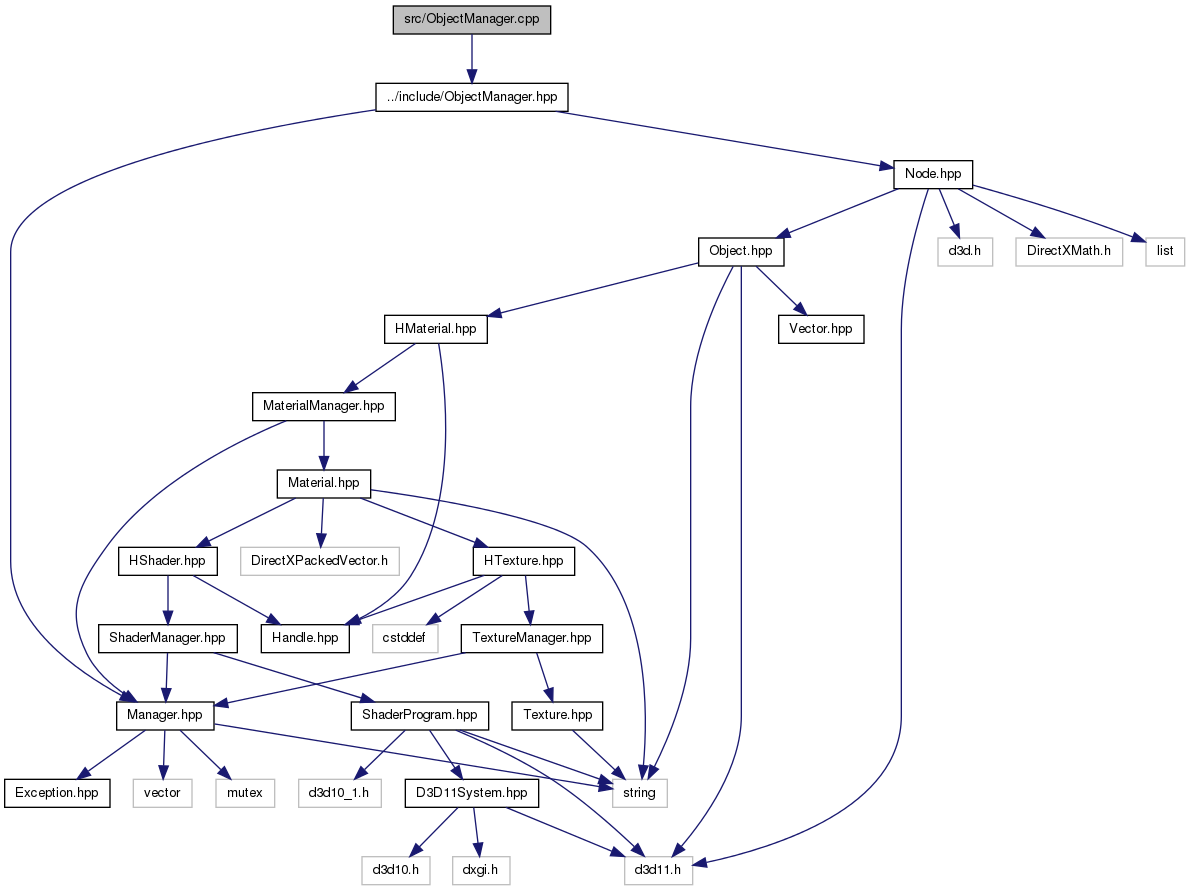 src/ObjectManager.cpp
../include/ObjectManager.hpp
Node.hpp
Object.hpp
d3d.h
DirectXMath.h
list
HMaterial.hpp
Vector.hpp
MaterialManager.hpp
Material.hpp
HShader.hpp
DirectXPackedVector.h
HTexture.hpp
ShaderManager.hpp
Handle.hpp
cstddef
TextureManager.hpp
Manager.hpp
ShaderProgram.hpp
Texture.hpp
Exception.hpp
vector
mutex
d3d10_1.h
D3D11System.hpp
string
d3d10.h
dxgi.h
d3d11.h